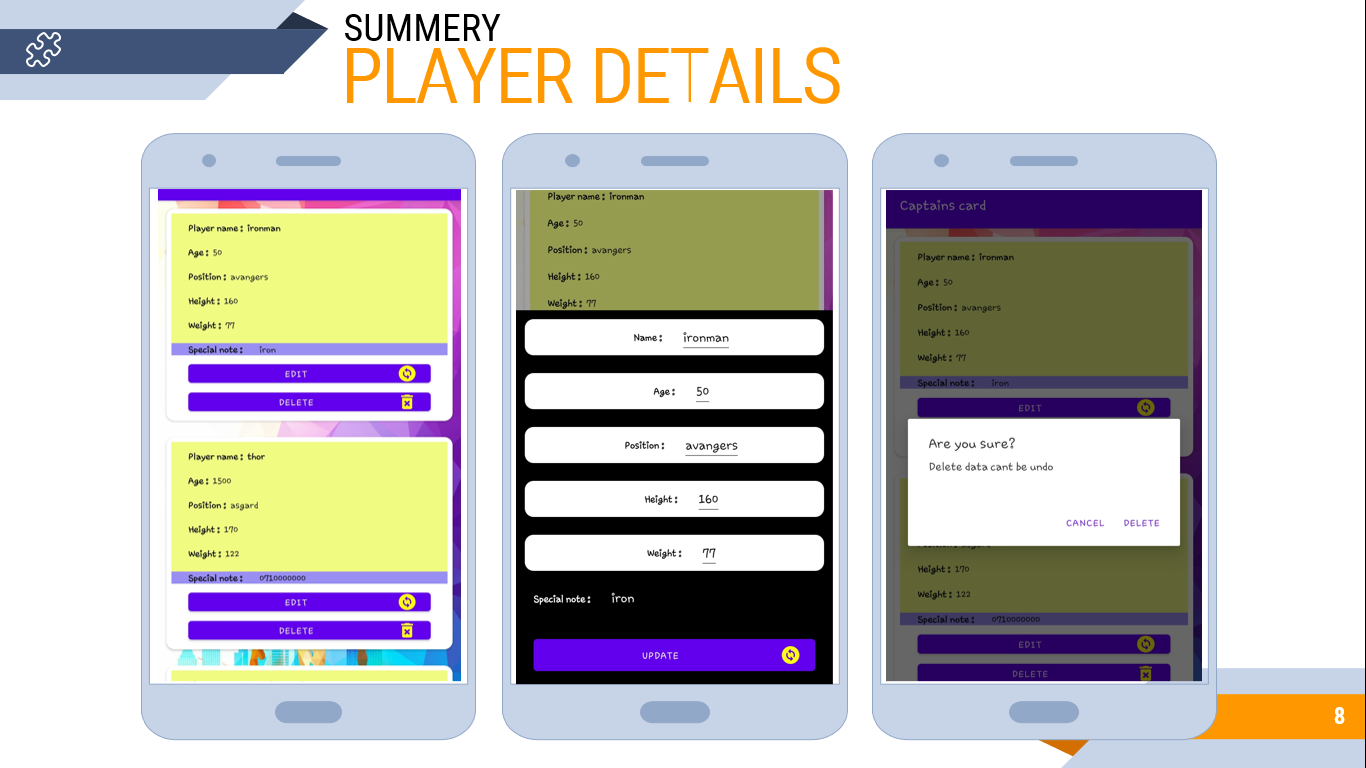 SUMMERY
PLAYER DETAILS
Player name : ironman
Age : 50
Position : avangers
Height : 160
Weight : 77
Special note : iron
EDIT
DELETE
Player name : thor
Age : 1500
Position : asgard
Height : 170
Weight : 122
Special note : 0710000000
EDIT
DELETE
Player name : ironman
Age : 50
Position : avangers
Height : 160
Weight : 77
Name : ironman
Age : 50
Position : avangers
Height : 160
Weight : 77
Special note : iron
UPDATE
Captains card
Player name : ironman
Age : 50
Position : avangers
Height : 160
Weight : 77
Special note : iron
EDIT
Are you sure?
Delete data cant be undo
CANCEL DELETE
Height : 170
Weight : 122
Special note : 0710000000
EDIT
DELETE
8